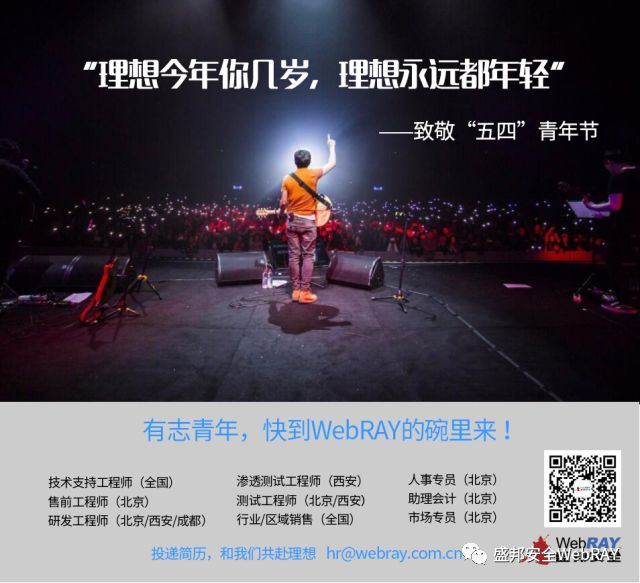 “理想今年你几岁，理想永远都年轻”
——致敬“五四”青年节
有志青年，快到WebRAY的碗里来！
技术支持工程师（全国）
售前工程师（北京）
研发工程师（北京/西安/成都）
渗透测试工程师（西安）
测试工程师（北京/西安）
行业/区域销售（全国）
人事专员（北京）
助理会计（北京）
市场专员（北京）
投递简历，和我们共赴理想 hr@webray.com.cn
WebRAY
盛邦安全WebRAY